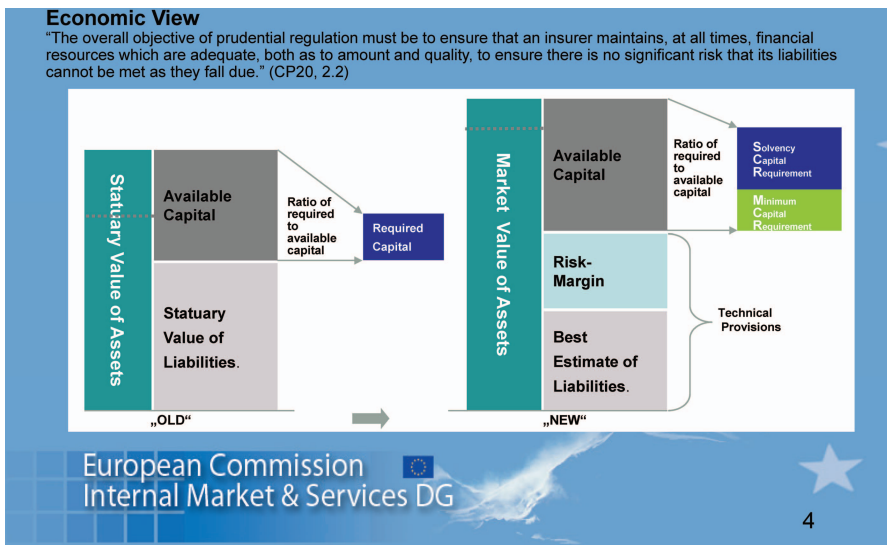 Economic View
“The overall objective of prudential regulation must be to ensure that an insurer maintains, at all times, financial
resources which are adequate, both as to amount and quality, to ensure there is no significant risk that its liabilities
cannot be met as they fall due.” (CP20, 2.2)
Statuary Value of Assets
Available
Capital
Statuary
Value of
Liabilities.
Ratio of
required
to
available
capital
Required
Capital
„OLD“
Market Value of Assets
Available
Capital
Risk-
Margin
Best
Estimate of
Liabilities.
Ratio of
required
to
available
capital
Solvency
Capital
Requirement
Minimum
Capital
Requirement
Technical
Provisions
„NEW“
European Commission
Internal Market & Services DG
4